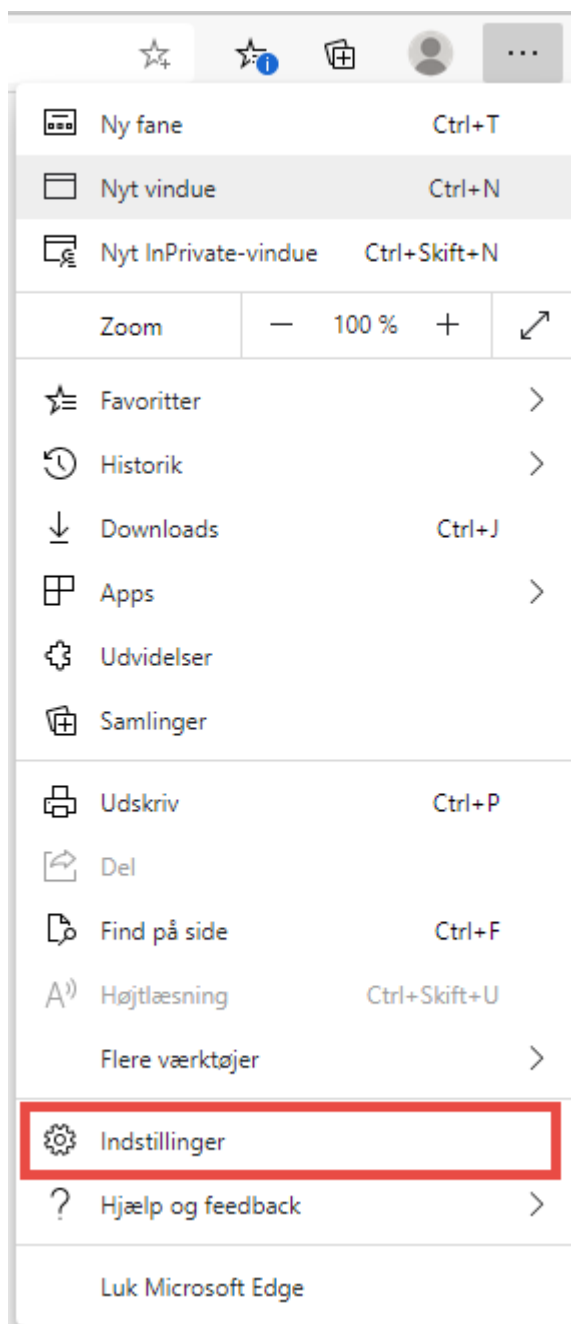 Ny fane Ctrl+T
Nyt vindue Ctrl+N
Nyt InPrivate-vindue Ctrl+Skift+N
Zoom — 100 % +
Favoritter
Historik
Downloads Ctrl+J
Apps
Udvidelser
Samlinger
Udskriv Ctrl+P
Del
Find på side Ctrl+F
Højtlæsning Ctrl+Skift+U
Flere værktøjer
Indstillinger
Hjælp og feedback
Luk Microsoft Edge